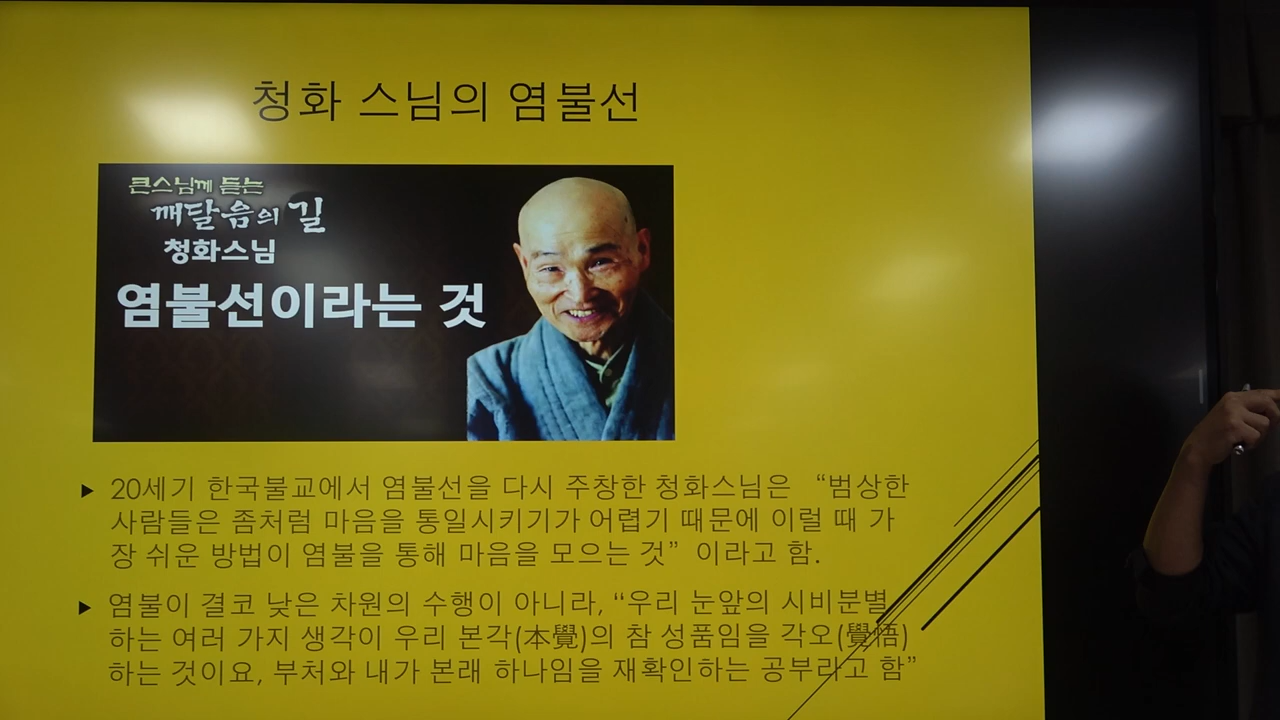 청화 스님의 염불선
큰스님께 듣는
깨달음의 길
청화스님
염불선이라는 것
20세기 한국불교에서 염불선을 다시 주창한 청화스님은 “범상한
사람들은 좀처럼 마음을 통일시키기가 어렵기 때문에 이럴 때 가
장 쉬운 방법이 염불을 통해 마음을 모으는 것” 이라고 함.
염불이 결코 낮은 차원의 수행이 아니라, “우리 눈앞의 시비분별
하는 여러 가지 생각이 우리 본각(本覺)의 참 성품임을 각오(覺悟)
하는 것이요, 부처와 내가 본래 하나임을 재확인하는 공부라고 함”